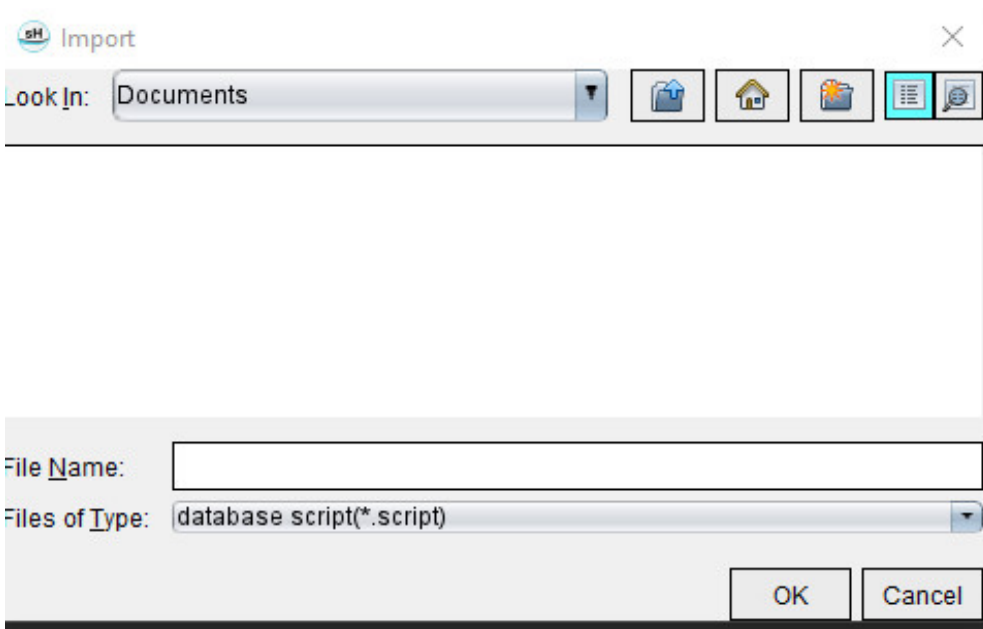 sH Import
Look In: Documents
File Name:
Files of Type: database script(*.script)
OK Cancel